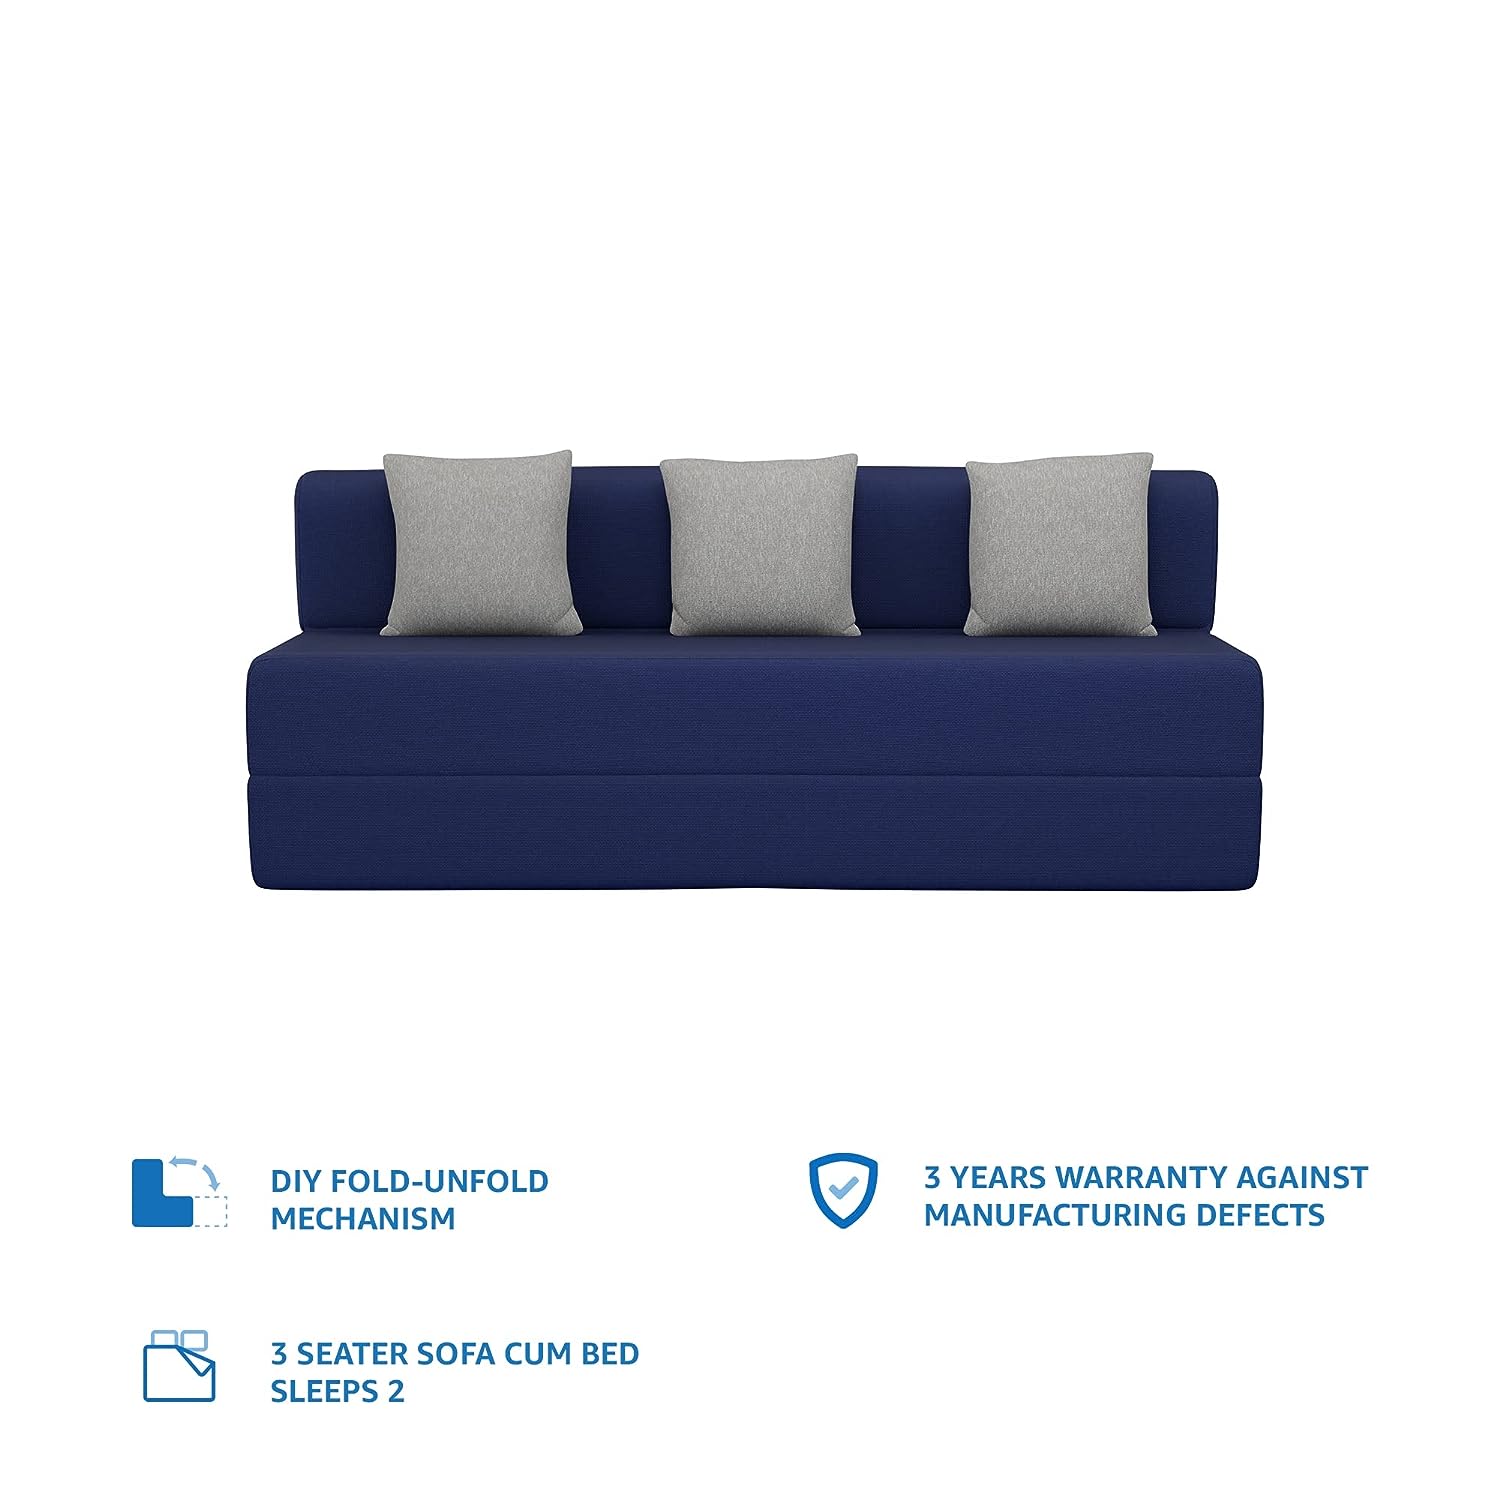 DIY FOLD-UNFOLD
MECHANISM
3 YEARS WARRANTY AGAINST
MANUFACTURING DEFECTS
3 SEATER SOFA CUM BED
SLEEPS 2